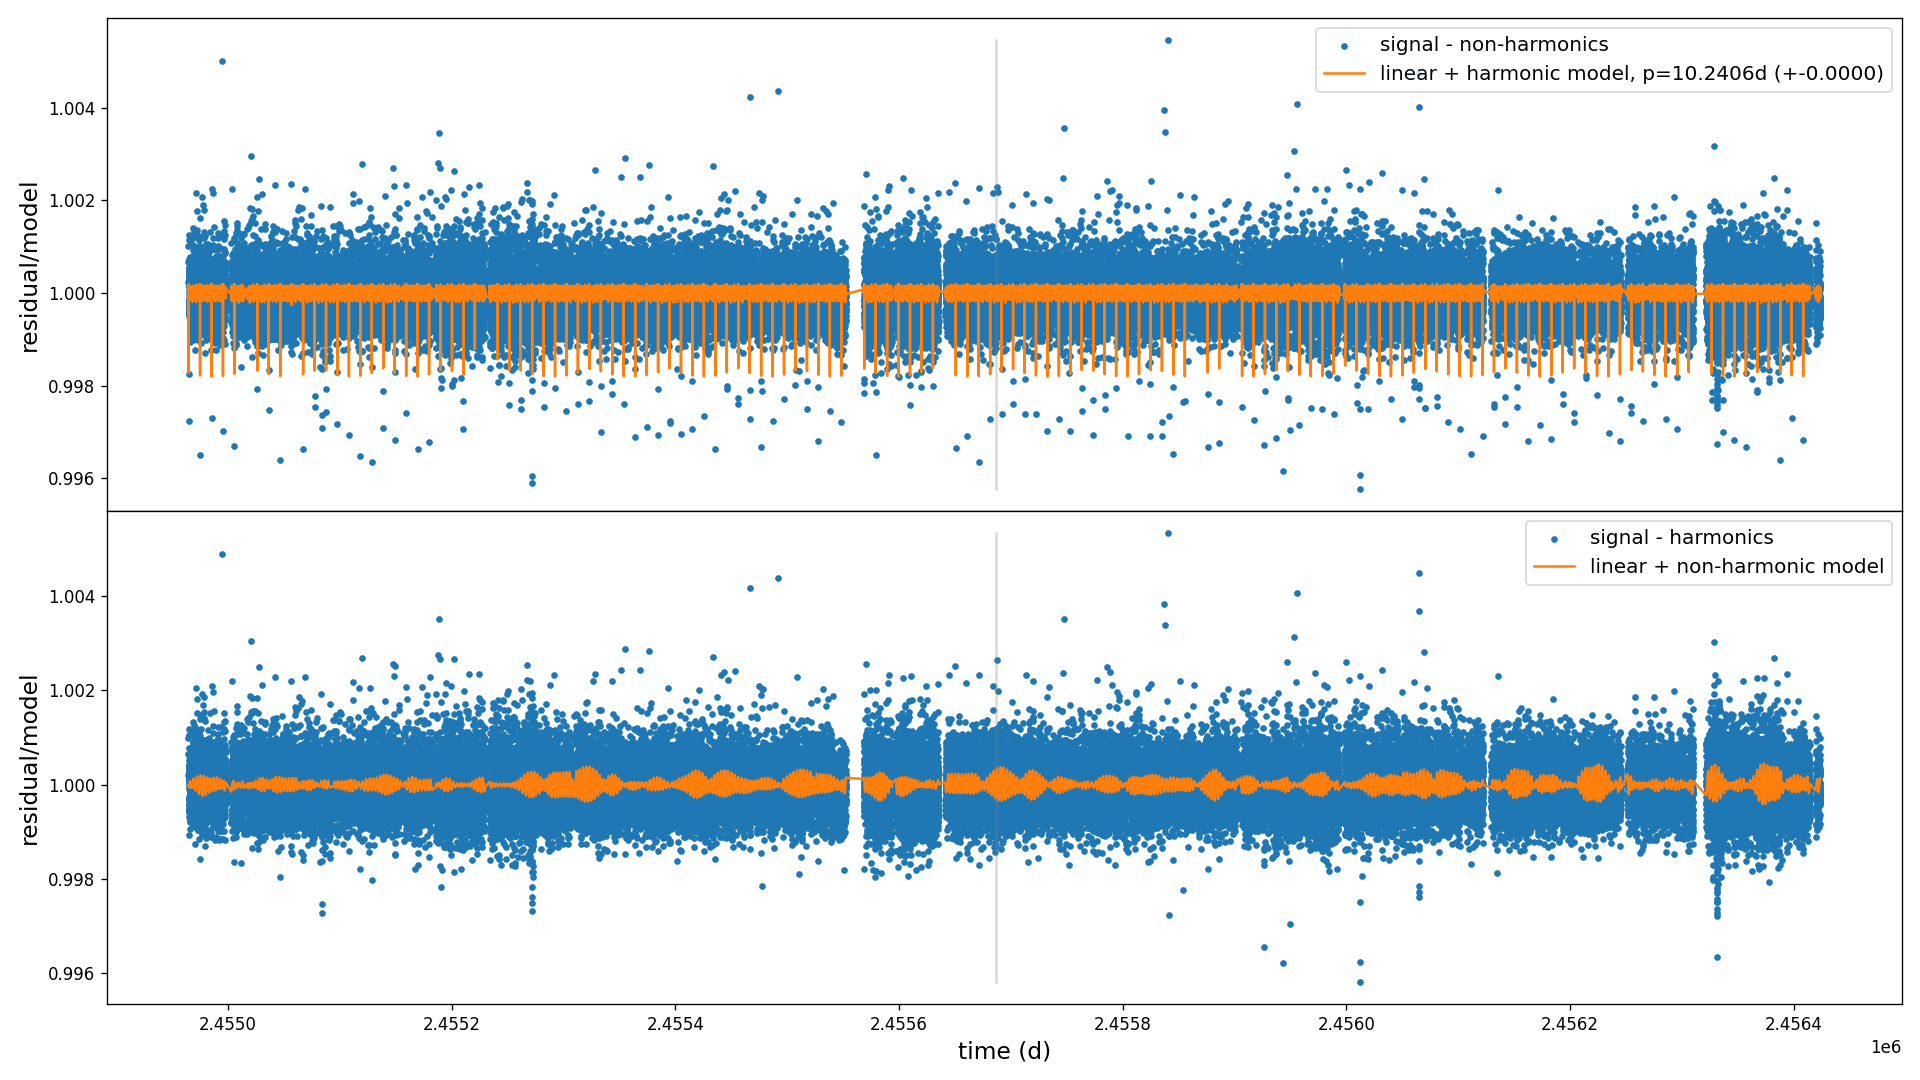 signal - non-harmonics
linear + harmonic model, p=10.2406d (+-0.0000)
residual/model
1.004
1.002
1.000
0.998
0.996
signal - harmonics
linear + non-harmonic model
residual/model
1.004
1.002
1.000
0.998
0.996
2.4550 2.4552 2.4554 2.4556 2.4558 2.4560 2.4562 2.4564
1e6
time (d)